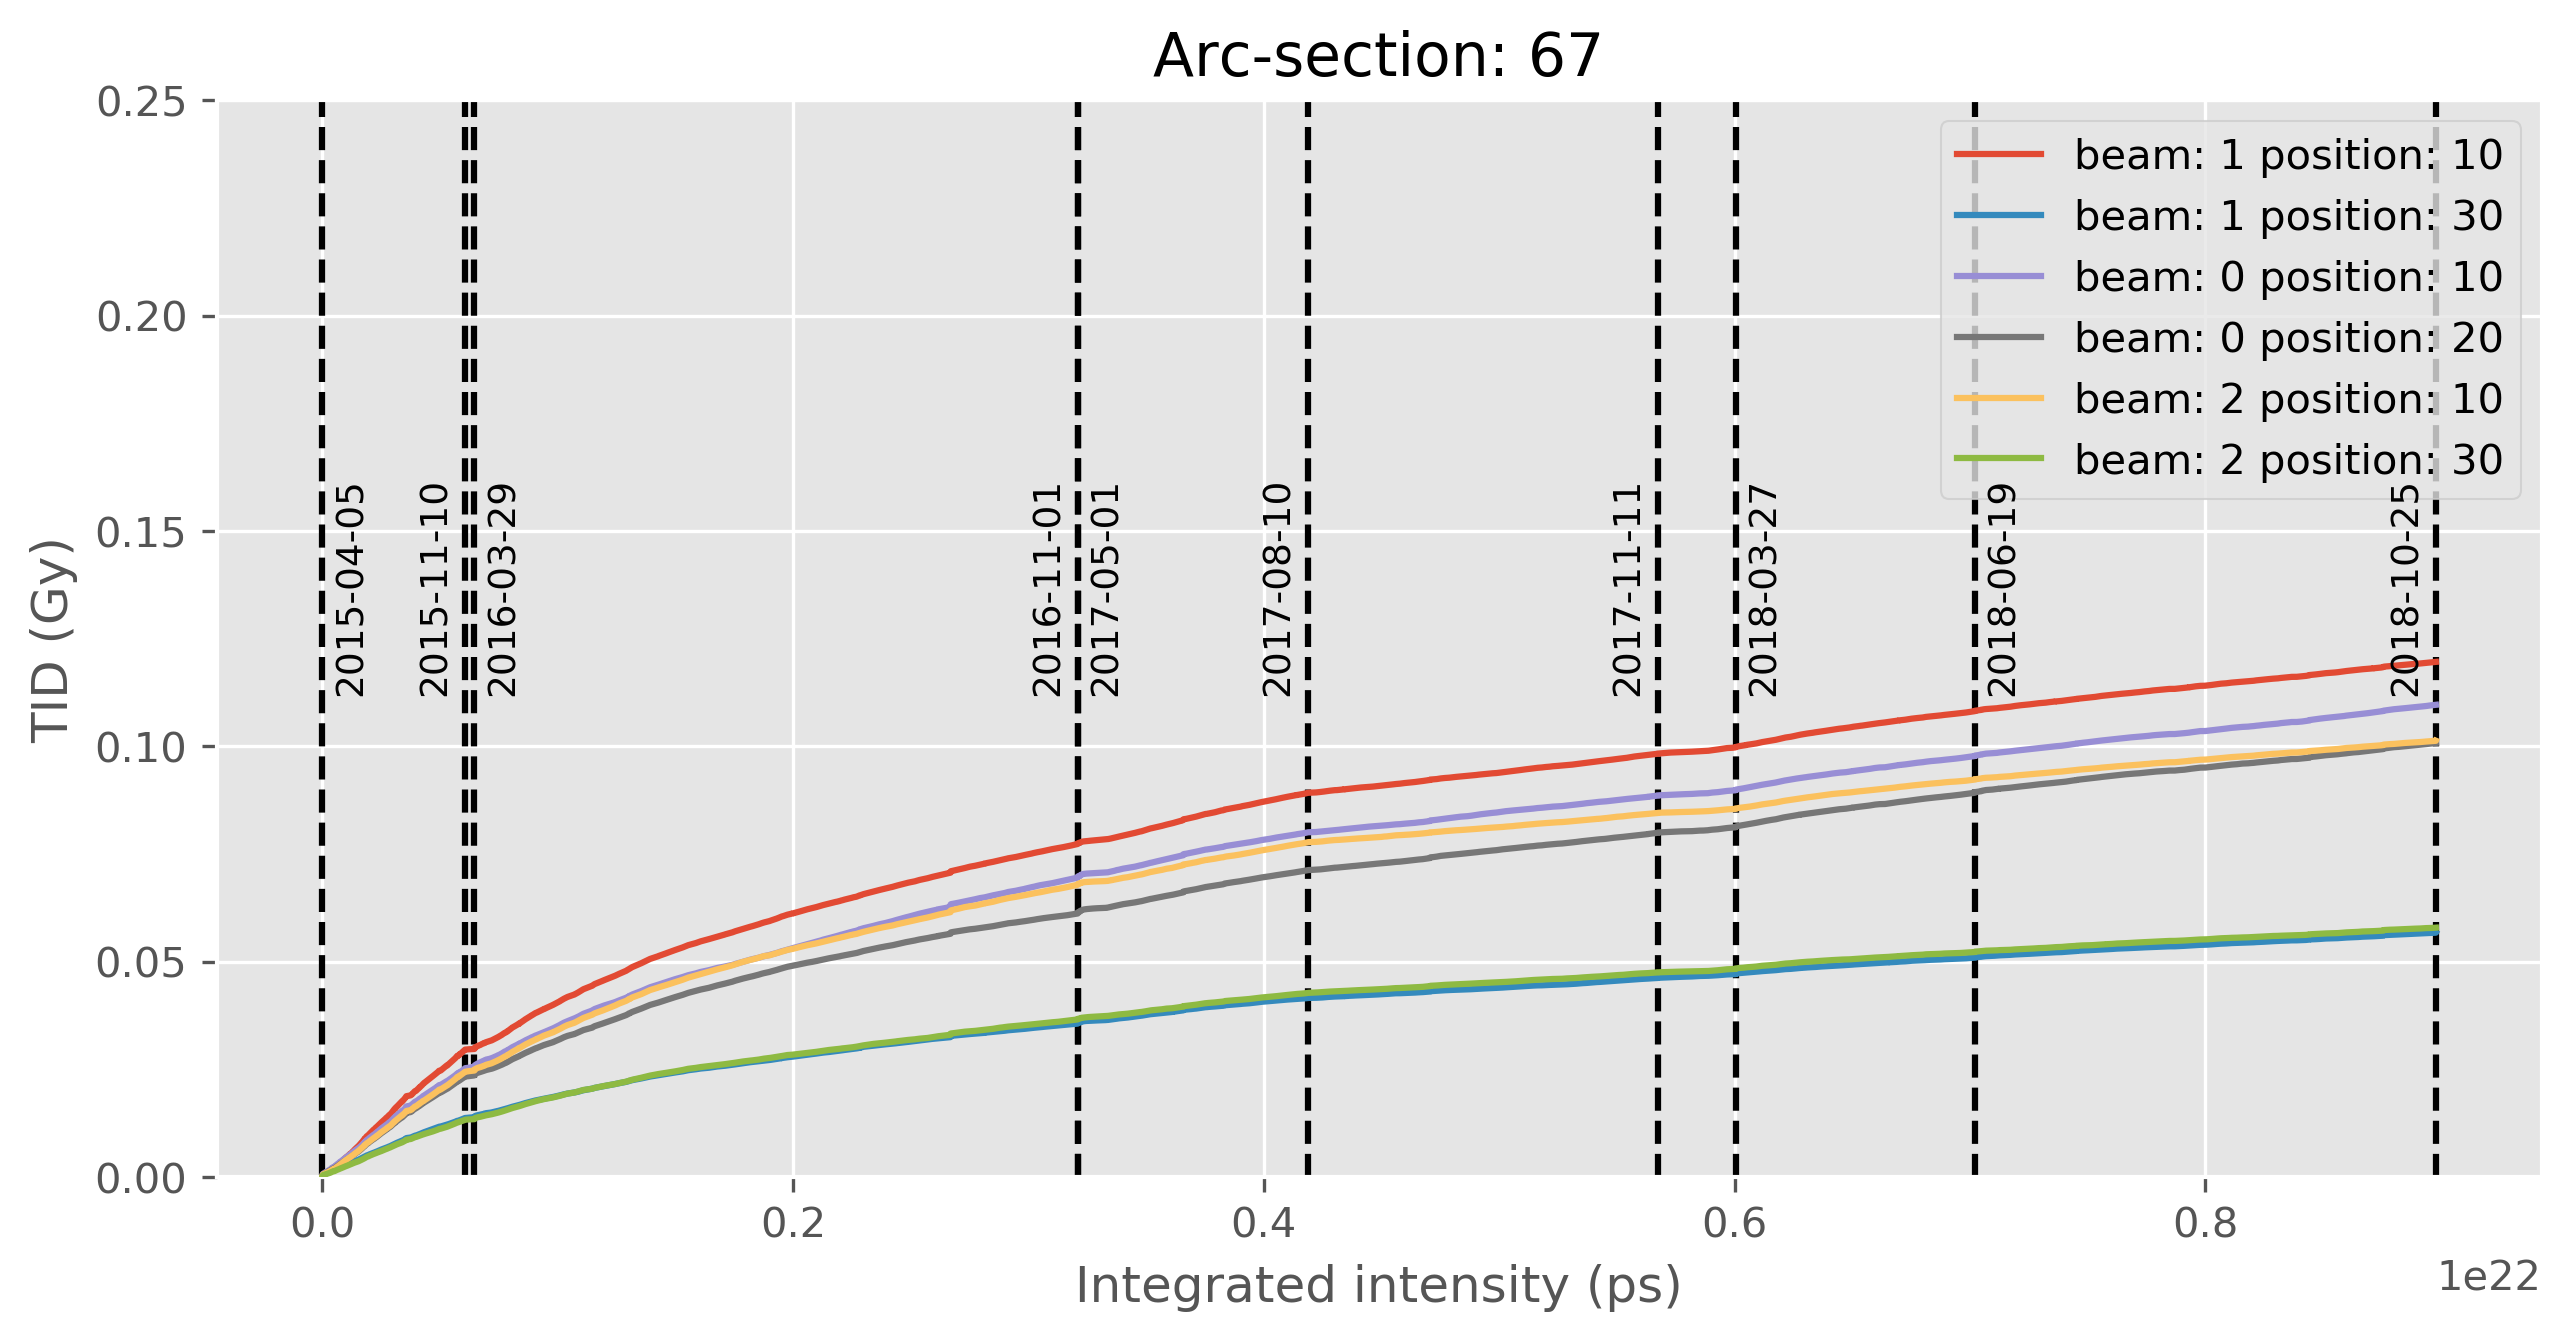 Arc-section: 67
0.25
0.20
0.15
0.10
0.05
0.00
TID (Gy)
beam: 1 position: 10
beam: 1 position: 30
beam: 0 position: 10
beam: 0 position: 20
beam: 2 position: 10
beam: 2 position: 30
2015-04-05
2015-11-10
2016-03-29
2016-11-01
2017-05-01
2017-08-10
2017-11-11
2018-03-27
2018-06-19
2018-10-25
0.0 0.2 0.4 0.6 0.8
1e22
Integrated intensity (ps)